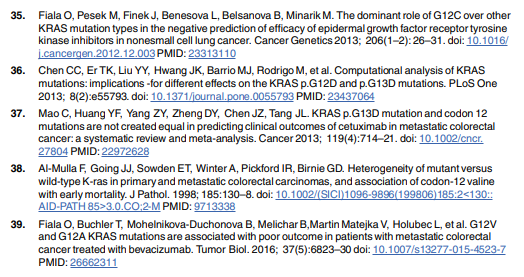 35. Fiala O, Pesek M, Finek J, Benesova L, Belsanova B, Minarik M. The dominant role of G12C over other
KRAS mutation types in the negative prediction of efficacy of epidermal growth factor receptor tyrosine
kinase inhibitors in nonesmall cell lung cancer. Cancer Genetics 2013; 206(1–2): 26–31. doi: 10.1016/
j.cancergen.2012.12.003 PMID: 23313110
36. Chen CC, Er TK, Liu YY, Hwang JK, Barrio MJ, Rodrigo M, et al. Computational analysis of KRAS
mutations: implications -for different effects on the KRAS p.G12D and p.G13D mutations. PLoS One
2013; 8(2):e55793. doi: 10.1371/journal.pone.0055793 PMID: 23437064
37. Mao C, Huang YF, Yang ZY, Zheng DY, Chen JZ, Tang JL. KRAS p.G13D mutation and codon 12
mutations are not created equal in predicting clinical outcomes of cetuximab in metastatic colorectal
cancer: a systematic review and meta-analysis. Cancer 2013; 119(4):714–21. doi: 10.1002/cncr.
27804 PMID: 22972628
38. Al-Mulla F, Going JJ, Sowden ET, Winter A, Pickford IR, Birnie GD. Heterogeneity of mutant versus
wild-type K-ras in primary and metastatic colorectal carcinomas, and association of codon-12 valine
with early mortality. J Pathol. 1998; 185:130–8. doi: 10.1002/(SICI)1096-9896(199806)185:2<130::
AID-PATH85>3.0.CO;2-M PMID: 9713338
39. Fiala O, Buchler T, Mohelnikova-Duchonova B, Melichar B,Martin Matejka V, Holubec L, et al. G12V
and G12A KRAS mutations are associated with poor outcome in patients with metastatic colorectal
cancer treated with bevacizumab. Tumor Biol. 2016; 37(5):6823–30 doi: 10.1007/s13277-015-4523-7
PMID: 26662311